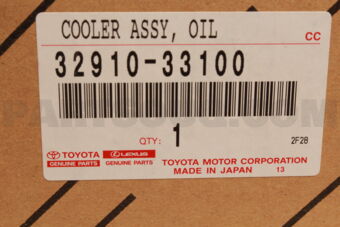 COOLER ASSY, OIL
CC
32910-33100
QTY: 1
2F28
TOYOTA LEXUS
GENUINE PARTS GENUINE PARTS
TOYOTA MOTOR CORPORATION
MADE IN JAPAN 13